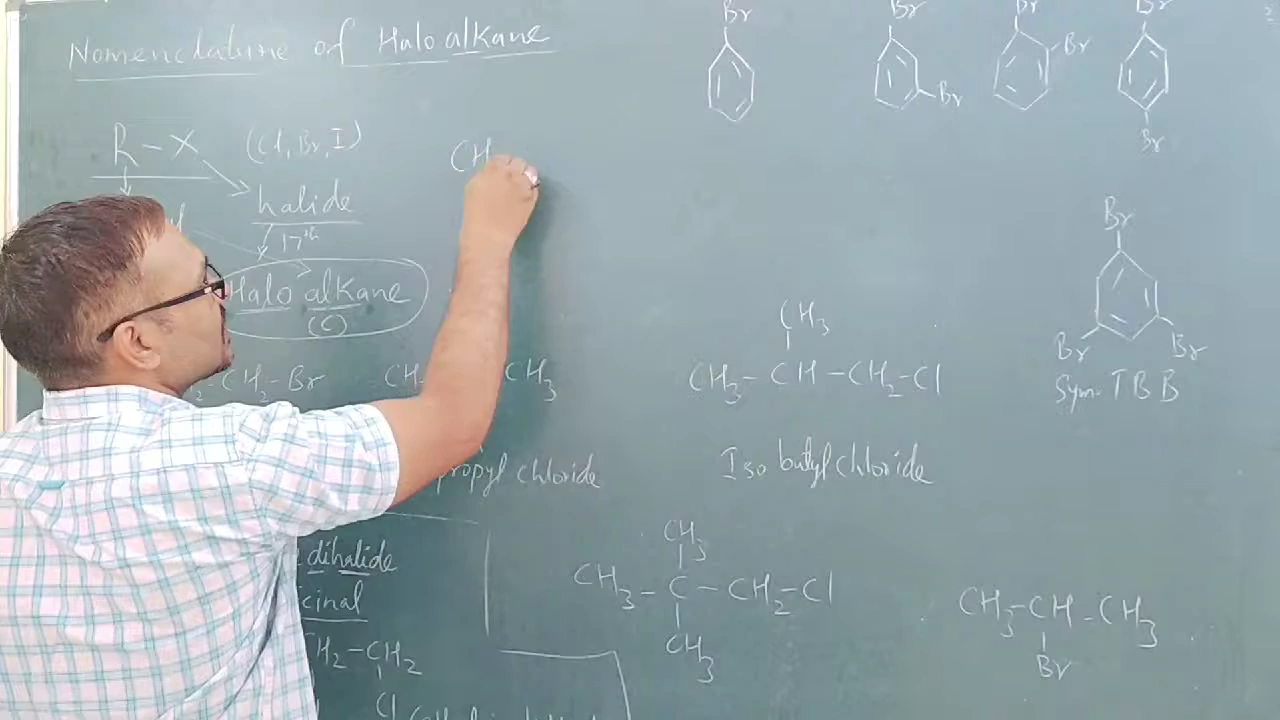 Nomenclature of Haloalkane
R – X (Cl, Br, I)
halide
17th
Halo alkane
(C)
CH
Br
Br
Br
Br
Br
Br
Br
Br
Br
Br
Sym. TBB
CH2-Br
CH3
CH3
CH3 – CH – CH2 – Cl
propyl chloride
Iso butyl chloride
dihalide
cinal
H2 – CH2
Cl
CH3
CH3 – C – CH2 – Cl
CH3
CH3 – CH – CH3
Br